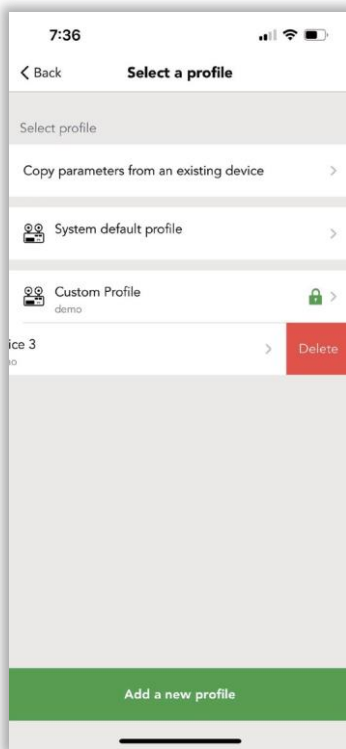 7:36
Back Select a profile
Select profile
Copy parameters from an existing device
System default profile
Custom Profile
demo
ice 3
Delete
Add a new profile